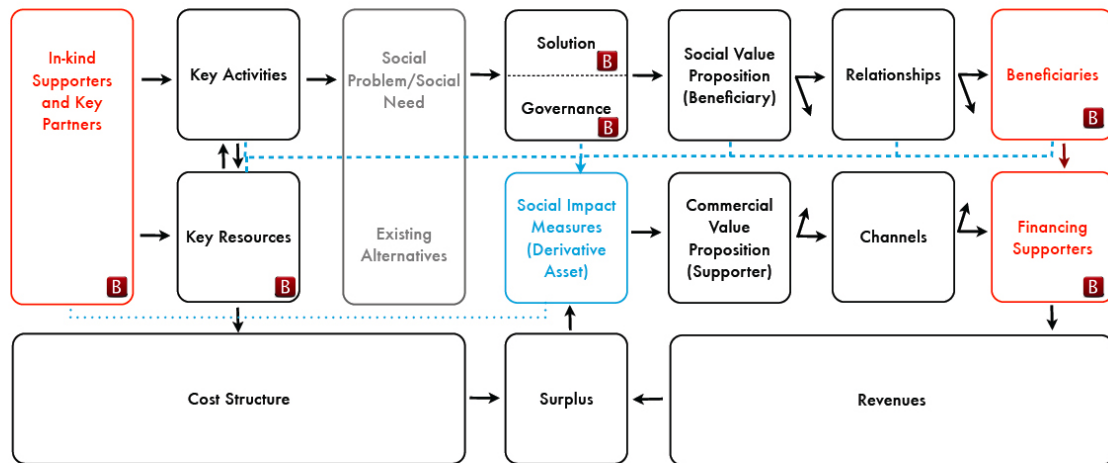 In-kind
Supporters
and Key
Partners
B
Key Activities
Key Resources
B
Social
Problem/Social
Need
Existing
Alternatives
Solution
B
Governance
B
Social Impact
Measures
(Derivative
Asset)
Social Value
Proposition
(Beneficiary)
Commercial
Value
Proposition
(Supporter)
Relationships
Channels
Beneficiaries
B
Financing
Supporters
B
Cost Structure
Surplus
Revenues